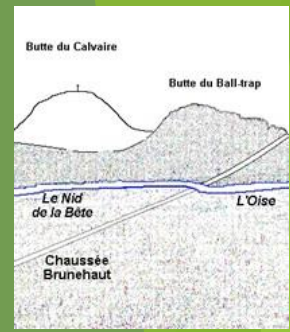 Butte du Calvaire
Butte du Ball-trap
Le Nid
de la Bête
L'Oise
Chaussée
Brunehaut